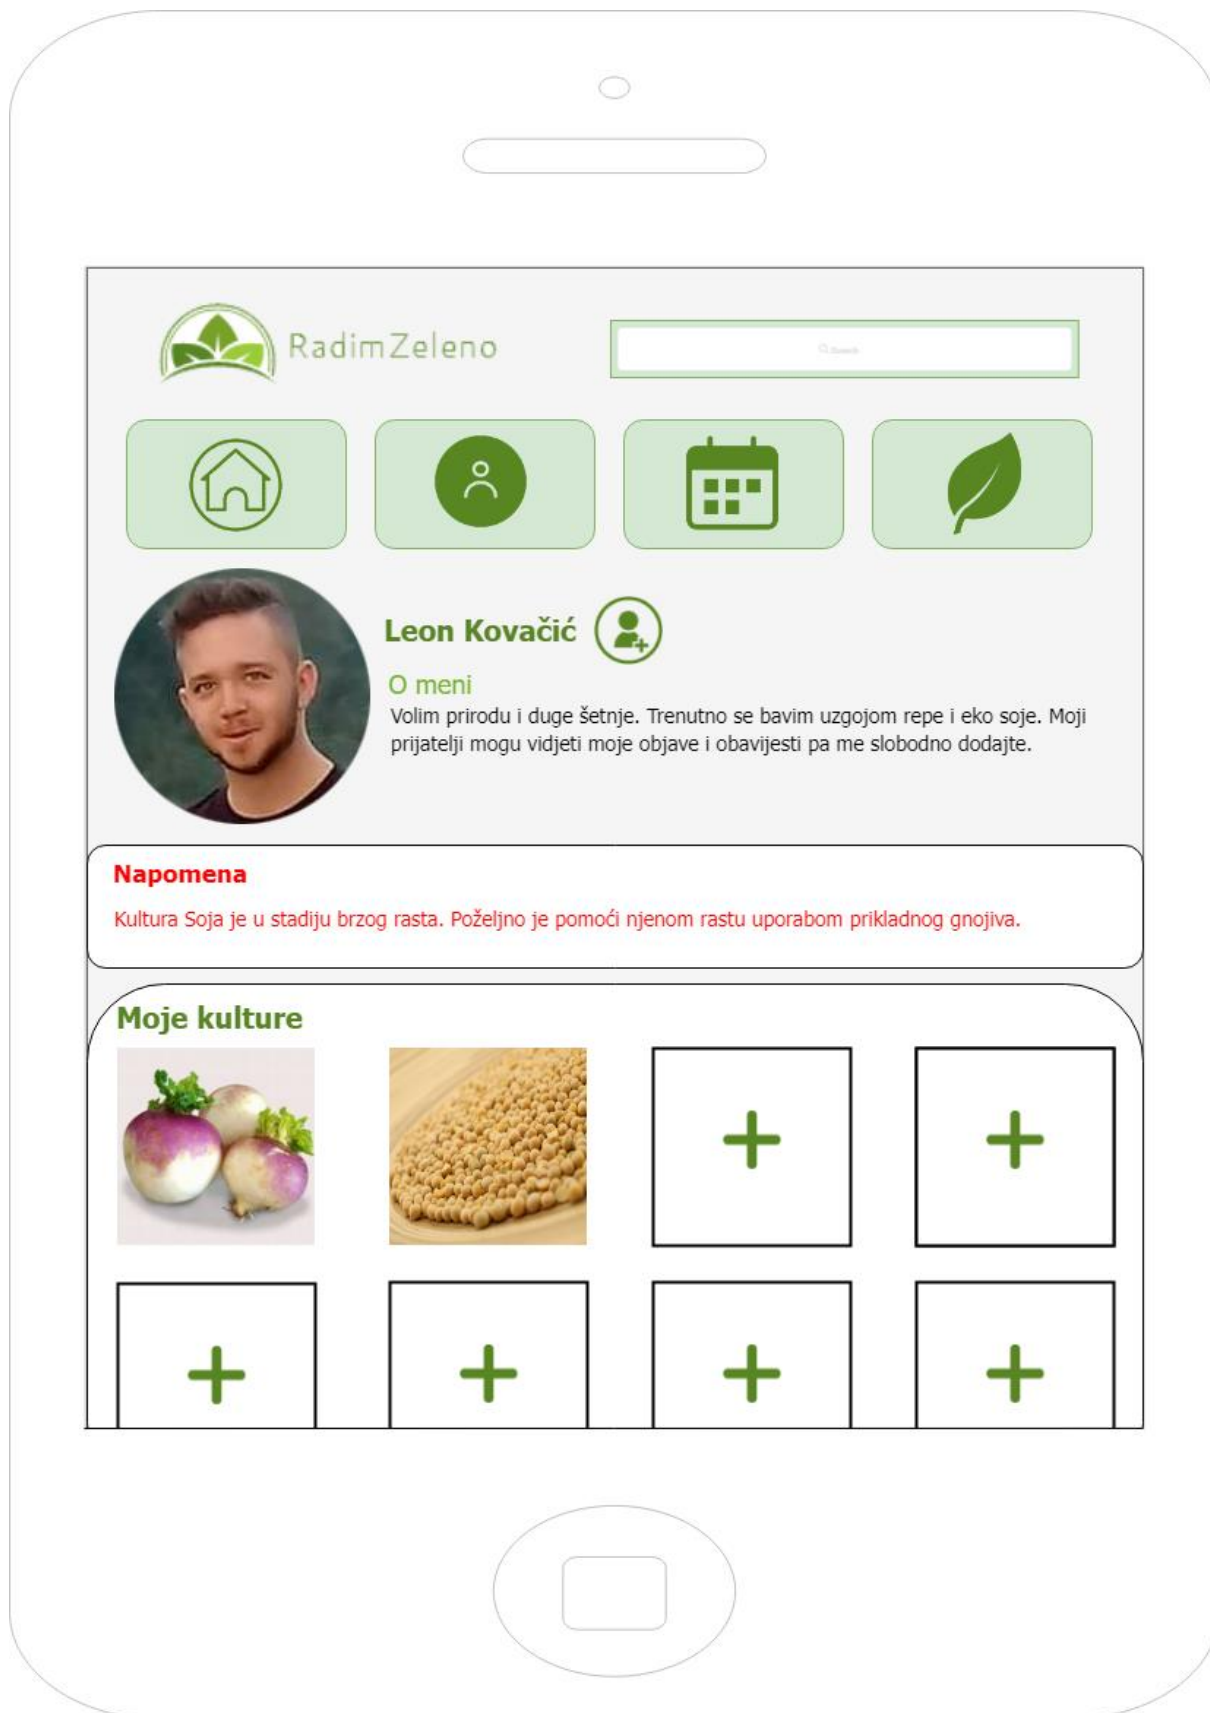 RadimZeleno
Search
Leon Kovačić
O meni
Volim prirodu i duge šetnje. Trenutno se bavim uzgojom repe i eko soje. Moji
prijatelji mogu vidjeti moje objave i obavijesti pa me slobodno dodajte.
Napomena
Kultura Soja je u stadiju brzog rasta. Poželjno je pomoći njenom rastu uporabom prikladnog gnojiva.
Moje kulture